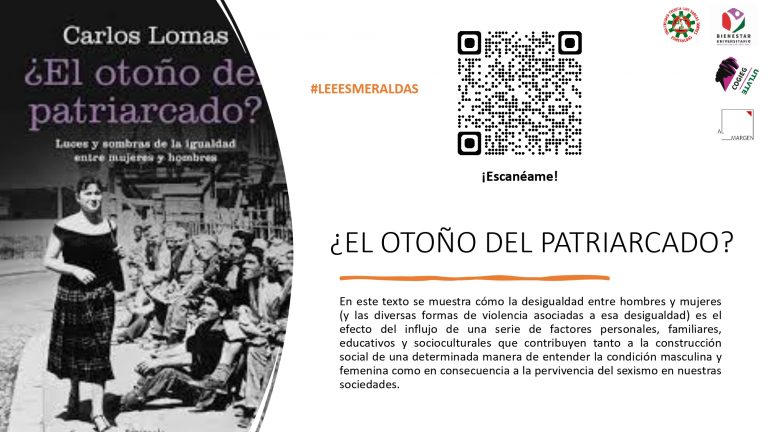 Carlos Lomas
¿El otoño del
patriarcado?
Luces y sombras de la igualdad
entre mujeres y hombres
#LEEESMERALDAS
¡Escanéame!
BIENESTAR
UNIVERSITARIO
COGIEG
UTLVTE
AL
MARGEN
¿EL OTOÑO DEL PATRIARCADO?
En este texto se muestra cómo la desigualdad entre hombres y mujeres
(y las diversas formas de violencia asociadas a esa desigualdad) es el
efecto del influjo de una serie de factores personales, familiares,
educativos y socioculturales que contribuyen tanto a la construcción
social de una determinada manera de entender la condición masculina y
femenina como en consecuencia a la pervivencia del sexismo en nuestras
sociedades.